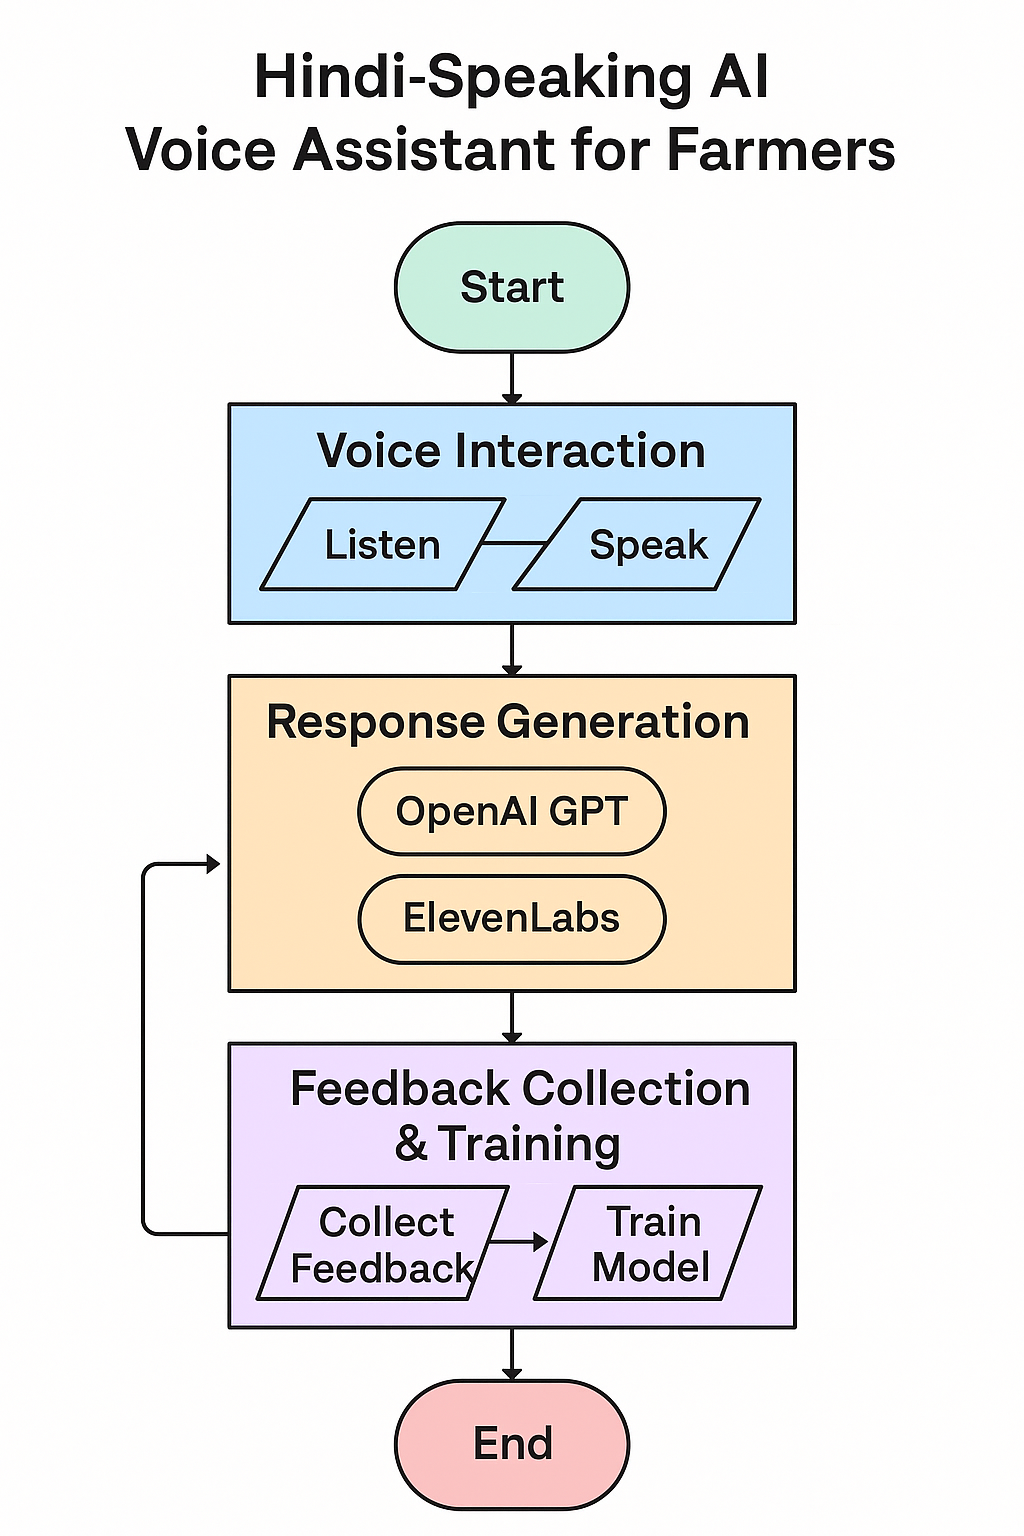 Hindi-Speaking AI
Voice Assistant for Farmers
Start
Voice Interaction
Listen
Speak
Response Generation
OpenAI GPT
ElevenLabs
Feedback Collection
& Training
Collect
Feedback
Train
Model
End